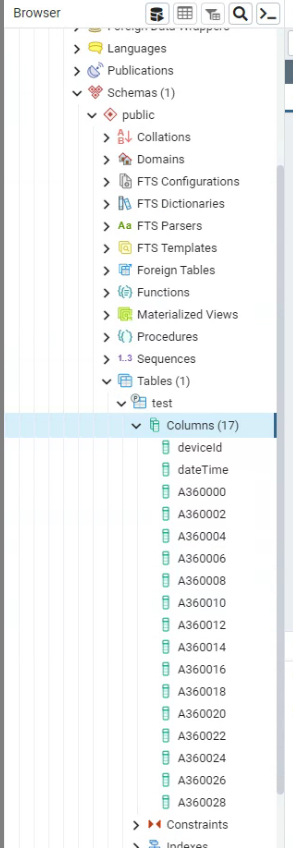 Browser
Foreign Data Wrappers
Languages
Publications
Schemas (1)
public
Collations
Domains
FTS Configurations
FTS Dictionaries
FTS Parsers
FTS Templates
Foreign Tables
Functions
Materialized Views
Procedures
Sequences
Tables (1)
test
Columns (17)
deviceId
dateTime
A360000
A360002
A360004
A360006
A360008
A360010
A360012
A360014
A360016
A360018
A360020
A360022
A360024
A360026
A360028
Constraints
Indexes